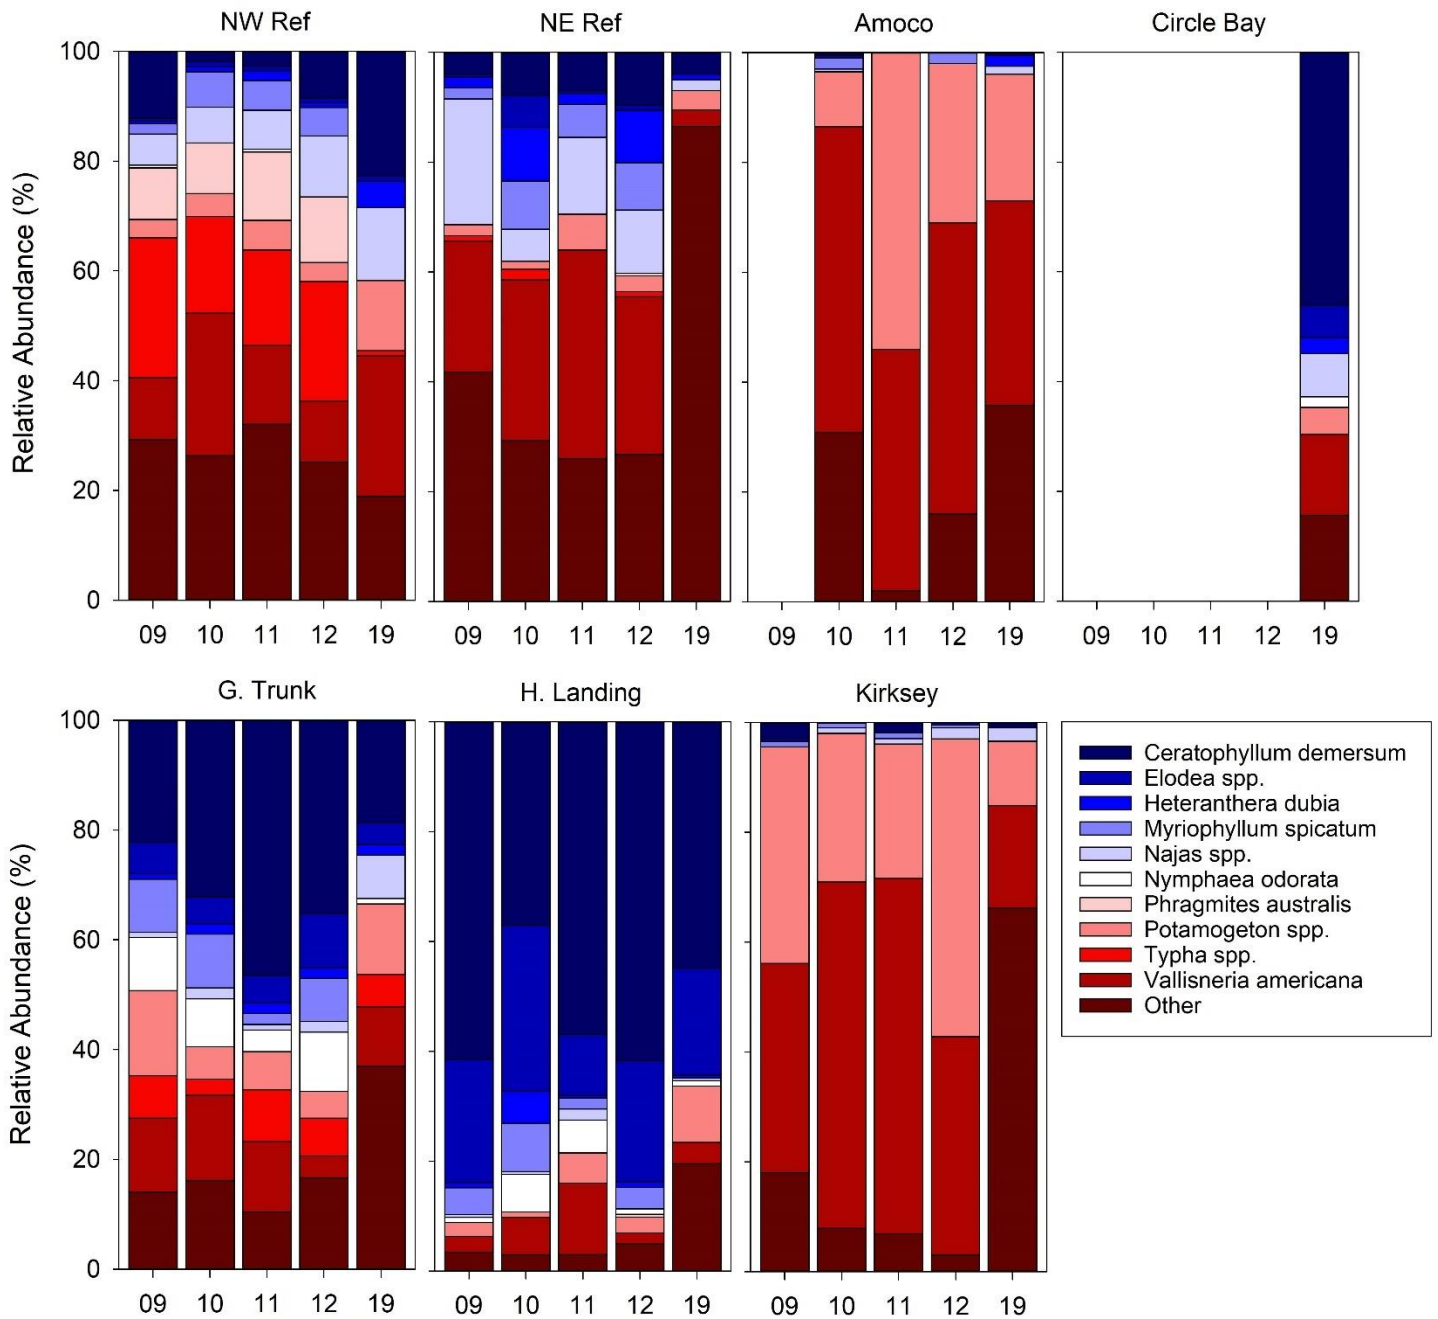 NW Ref
NE Ref
Amoco
Circle Bay
Relative Abundance (%)
100
80
60
40
20
0
09 10 11 12 19
09 10 11 12 19
09 10 11 12 19
09 10 11 12 19
G. Trunk
H. Landing
Kirksey
Relative Abundance (%)
100
80
60
40
20
0
09 10 11 12 19
09 10 11 12 19
09 10 11 12 19
Ceratophyllum demersum
Elodea spp.
Heteranthera dubia
Myriophyllum spicatum
Najas spp.
Nymphaea odorata
Phragmites australis
Potamogeton spp.
Typha spp.
Vallisneria americana
Other